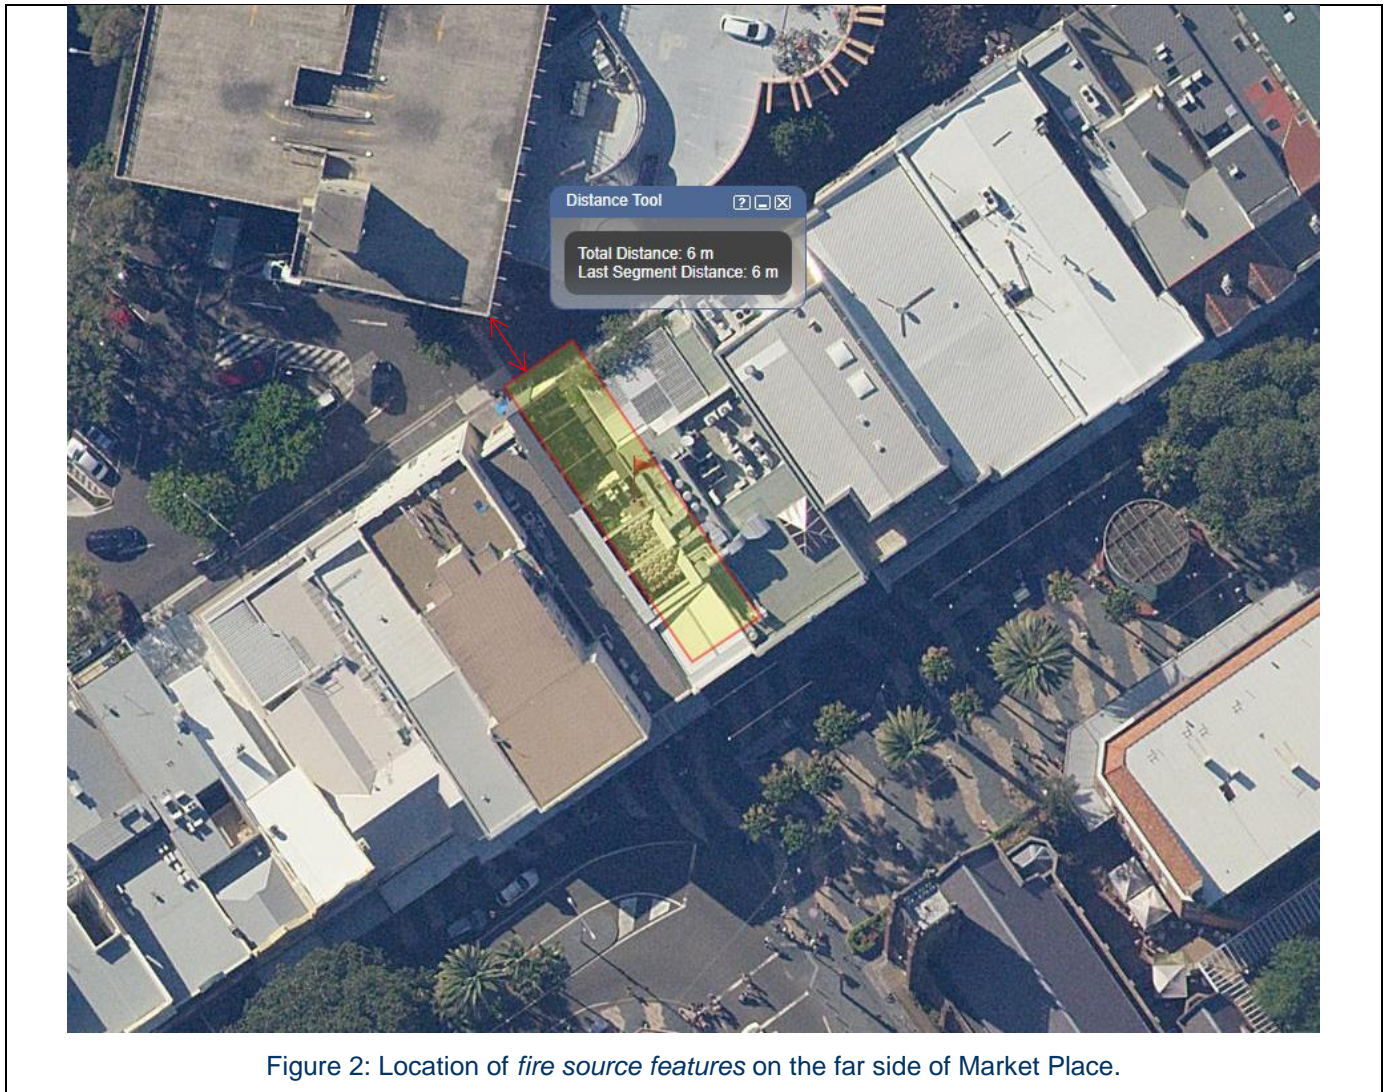 Distance Tool
Total Distance: 6 m
Last Segment Distance: 6 m
Figure 2: Location of fire source features on the far side of Market Place.